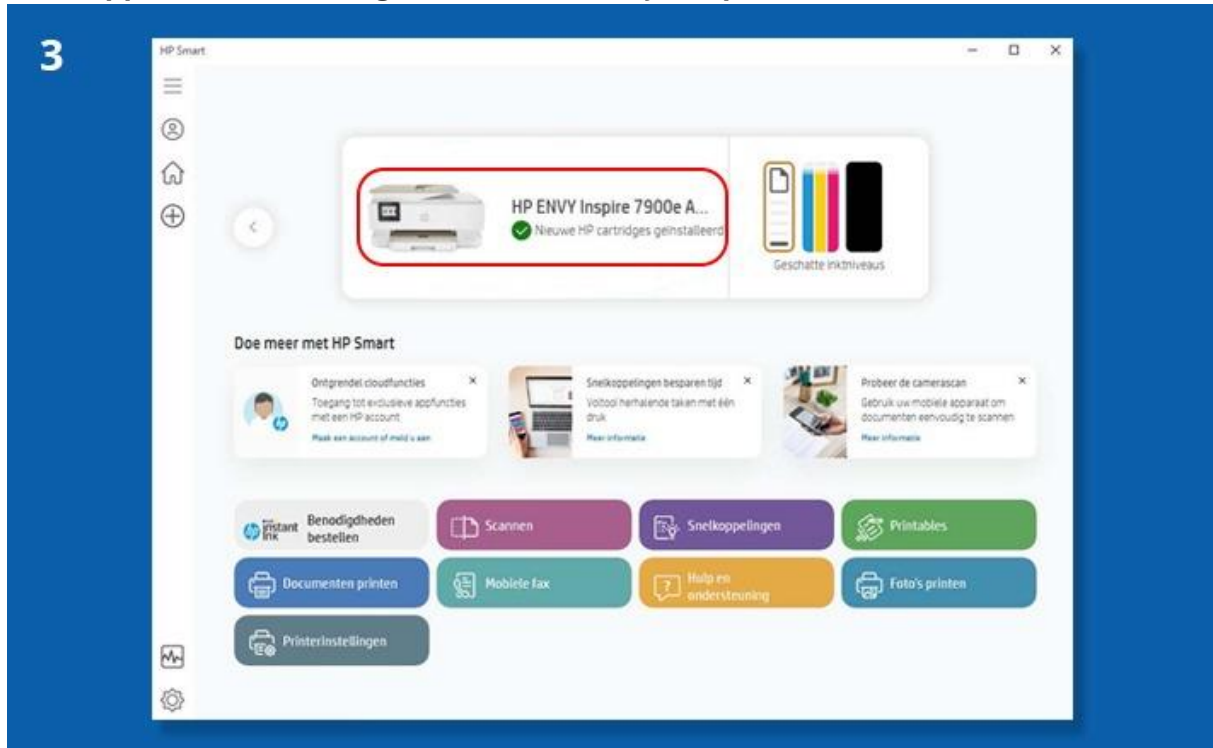 3
HP Smart
HP ENVY Inspire 7900e A...
Nieuwe HP cartridges geïnstalleerd
Geschatte inktniveaus
Doe meer met HP Smart
Ontgrendel cloudfuncties
Toegang tot exclusieve appfuncties
met een HP account
Maak een account of meld u aan
Snelkoppelingen besparen tijd
Voltooi herhalende taken met één
druk
Meer informatie
Probeer de camerascan
Gebruik uw mobiele apparaat om
documenten eenvoudig te scannen
Meer informatie
instant
ink
Benodigdheden
bestellen
Scannen
Snelkoppelingen
Printables
Documenten printen
Mobiele fax
Hulp en
ondersteuning
Foto's printen
Printerinstellingen